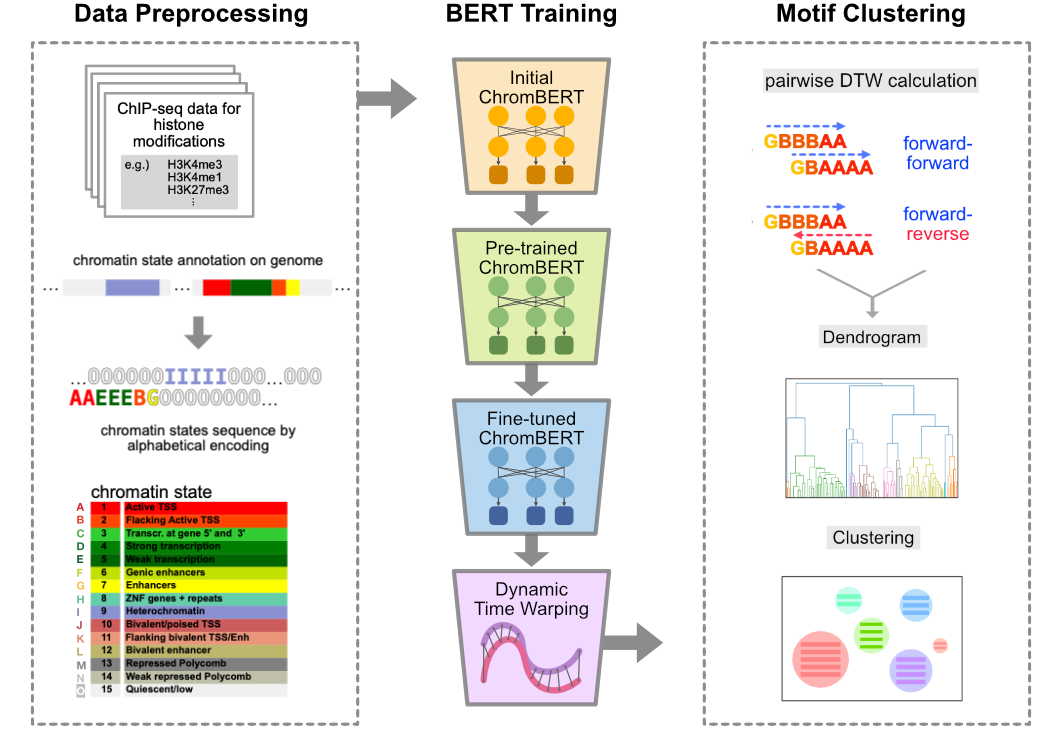 Data Preprocessing
BERT Training
Motif Clustering
ChIP-seq data for
histone
modifications
e.g.) H3K4me3
H3K4me1
H3K27me3
⋮
chromatin state annotation on genome
... ... ...
...OOOOOOIIIIIOOO...OOO
AAEEEBGOOOOOOOOO...
chromatin states sequence by
alphabetical encoding
chromatin state
A 1 Active TSS
B 2 Flacking Active TSS
C 3 Transcr. at gene 5' and 3'
D 4 Strong transcription
E 5 Weak transcription
F 6 Genic enhancers
G 7 Enhancers
H 8 ZNF genes + repeats
I 9 Heterochromatin
J 10 Bivalent/poised TSS
K 11 Flanking bivalent TSS/Enh
L 12 Bivalent enhancer
M 13 Repressed Polycomb
N 14 Weak repressed Polycomb
O 15 Quiescent/low
Initial
ChromBERT
Pre-trained
ChromBERT
Fine-tuned
ChromBERT
Dynamic
Time Warping
pairwise DTW calculation
GBBBAA
GBAAAA
forward-
forward
GBBBAA
GBAAAA
forward-
reverse
Dendrogram
Clustering